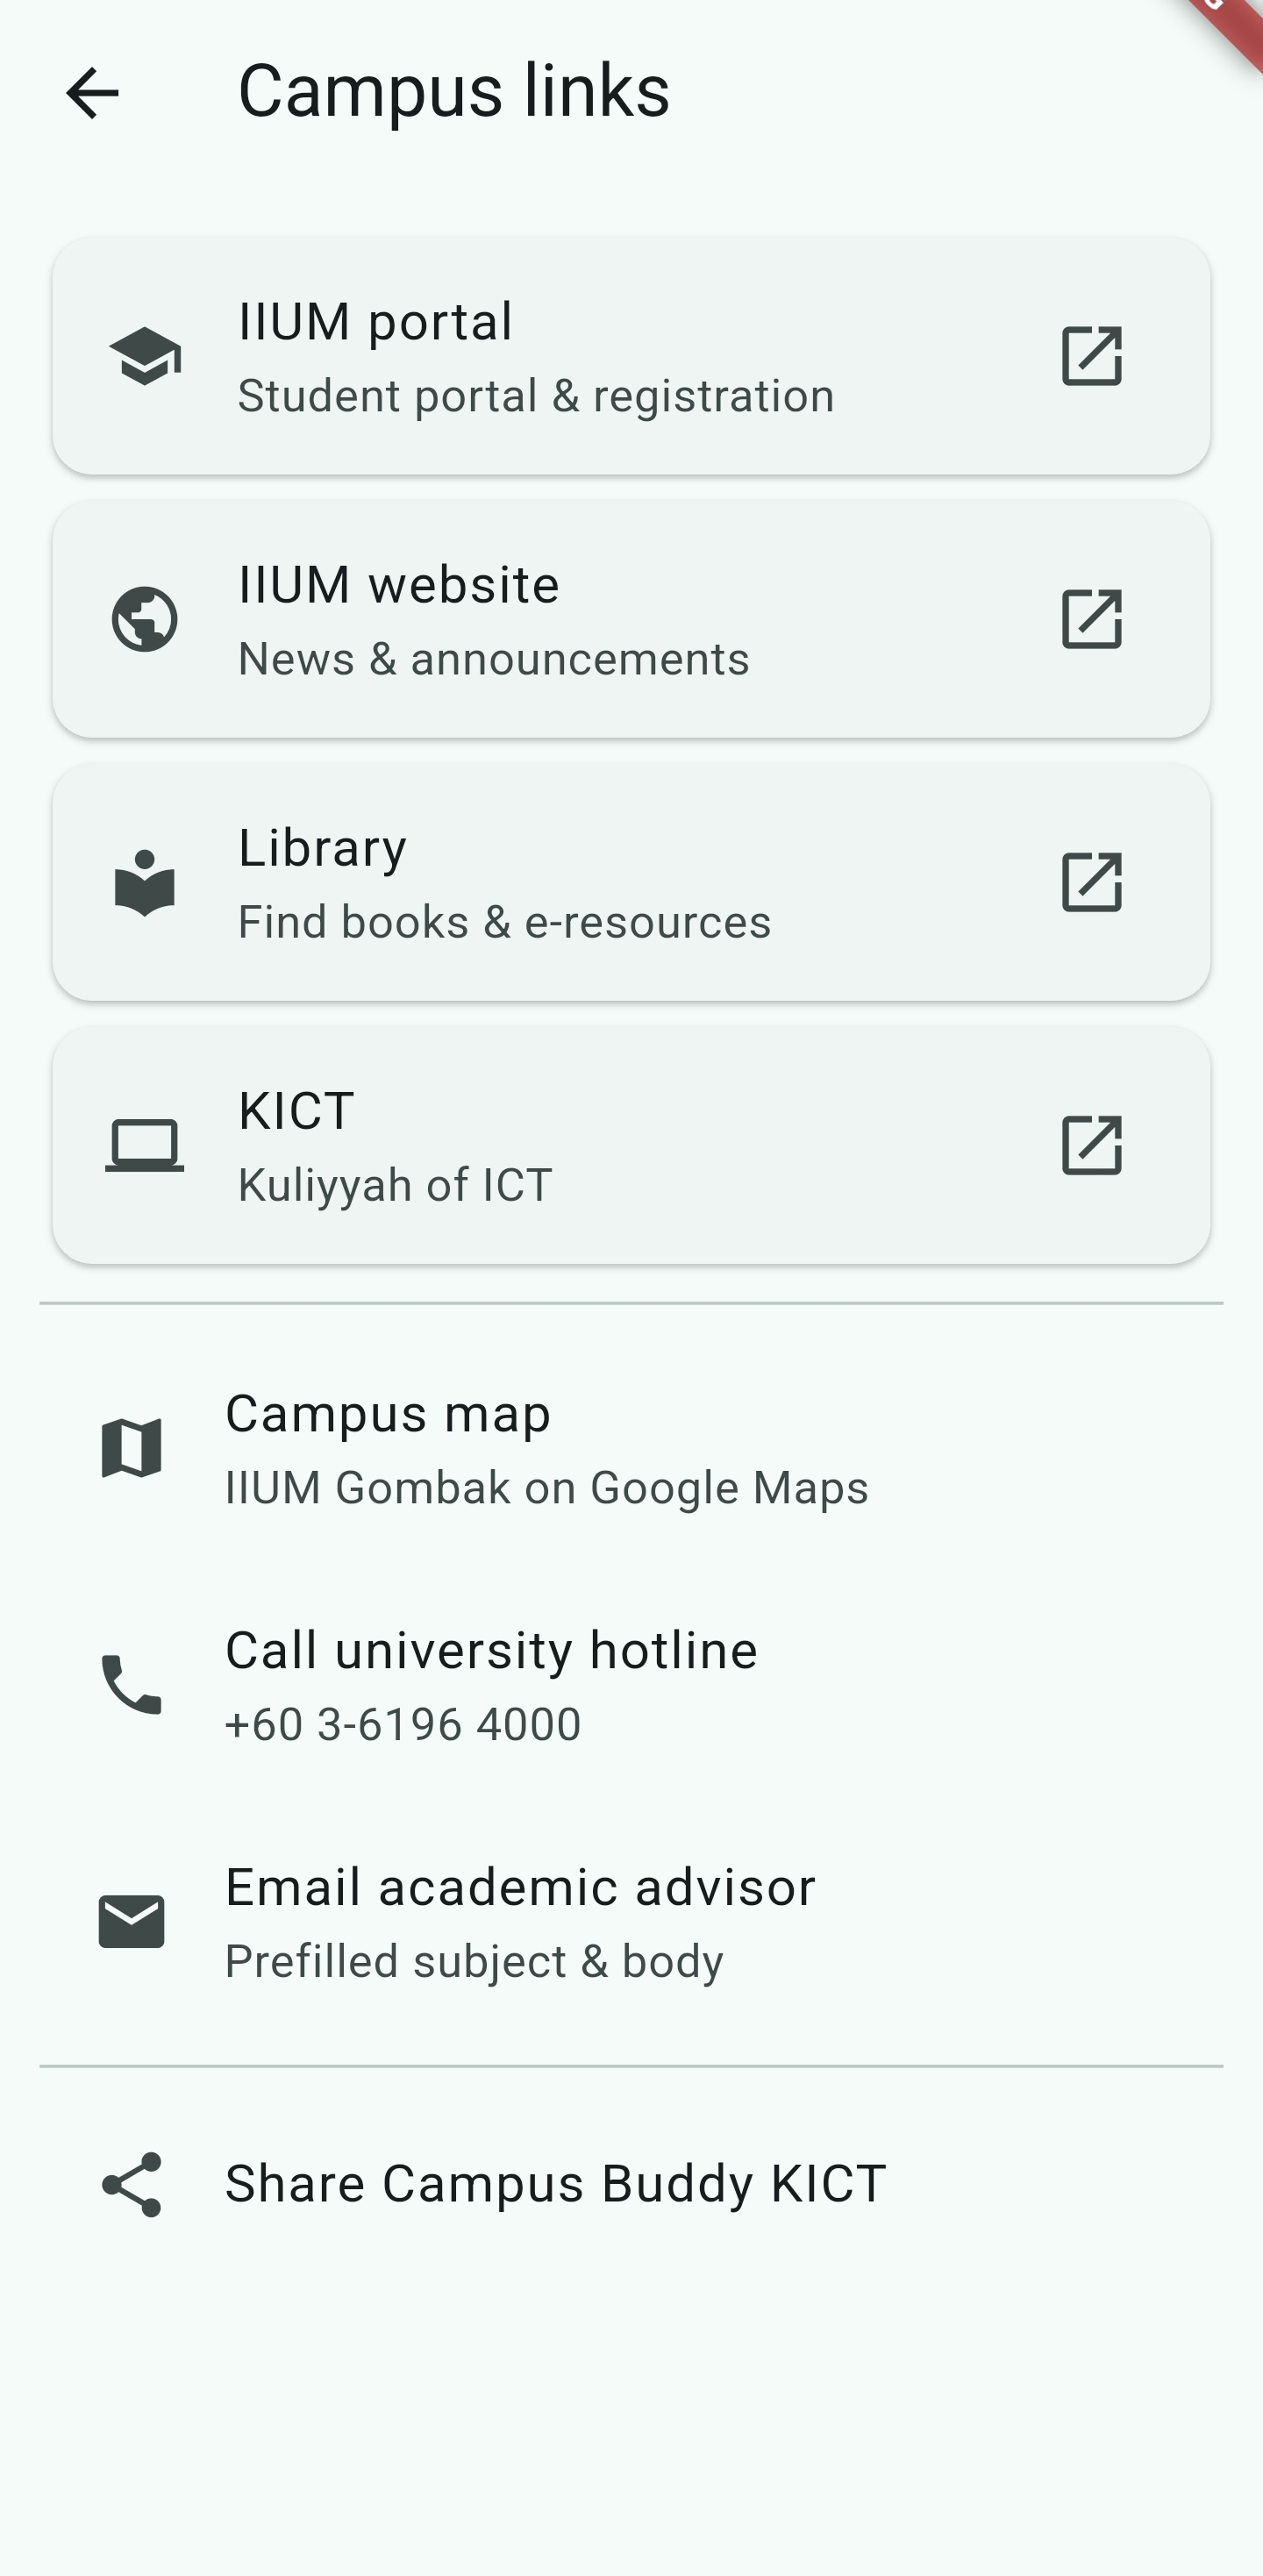 Campus links
IIUM portal
Student portal & registration
IIUM website
News & announcements
Library
Find books & e-resources
KICT
Kuliyyah of ICT
Campus map
IIUM Gombak on Google Maps
Call university hotline
+60 3-6196 4000
Email academic advisor
Prefilled subject & body
Share Campus Buddy KICT